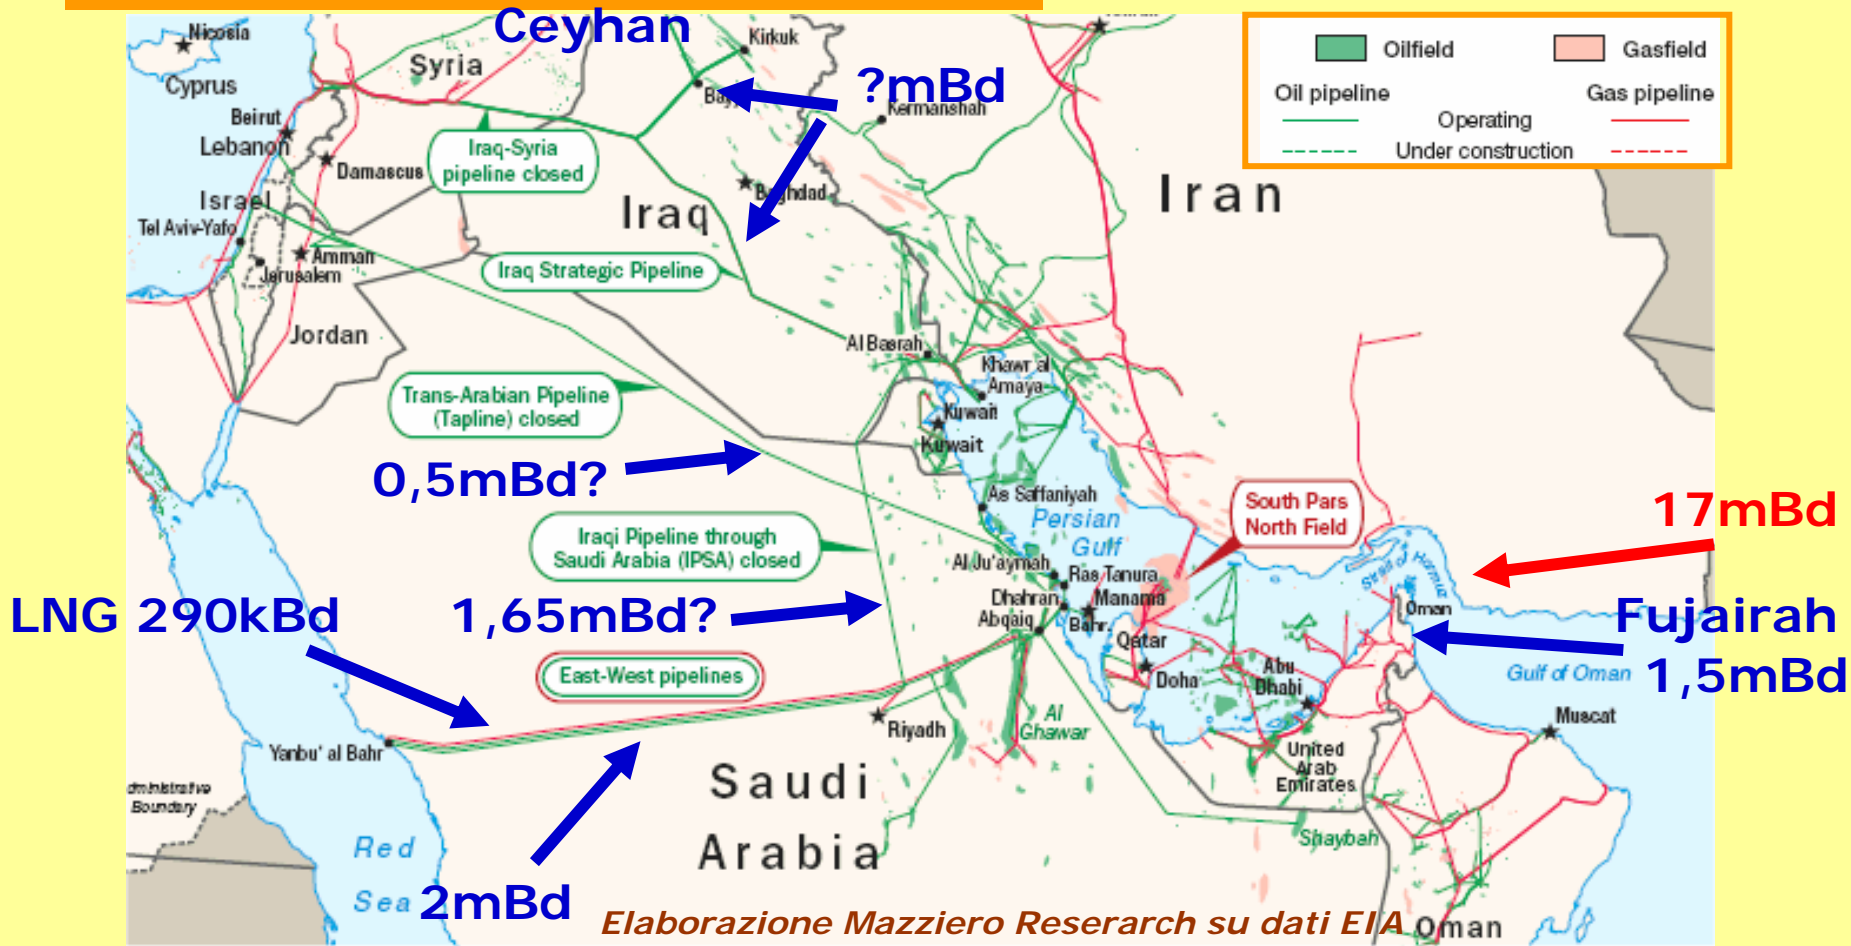 Ceyhan
Nicosia
Cyprus
Syria
Kirkuk
?mBd
Kermanshah
Oilfield
Gasfield
Oil pipeline
Gas pipeline
Operating
Under construction
Beirut
Lebanon
Iraq-Syria
pipeline closed
Damascus
Baghdad
Israel
Tel Aviv-Yafo
Iraq
Iran
Amman
Jerusalem
Iraq Strategic Pipeline
Jordan
Al Basrah
Khawr al
Amaya
Trans-Arabian Pipeline
(Tapline) closed
Kuwait
Kuwait
0,5mBd?
As Saffaniyah
Persian
Gulf
South Pars
North Field
17mBd
Iraqi Pipeline through
Saudi Arabia (IPSA) closed
Al Ju'aymah
Ras Tanura
Strait of Hormuz
LNG 290kBd
1,65mBd?
Dhahran
Manama
Abqaiq
Bahr.
Oman
Fujairah
1,5mBd
Qatar
Doha
Abu
Dhabi
Gulf of Oman
East-West pipelines
Riyadh
Al
Ghawar
Muscat
Yanbu' al Bahr
United
Arab
Emirates
Saudi
Arabia
dministrative
Boundary
Shaybah
Red
Sea
2mBd
Elaborazione Mazziero Reserarch su dati EIA
Oman